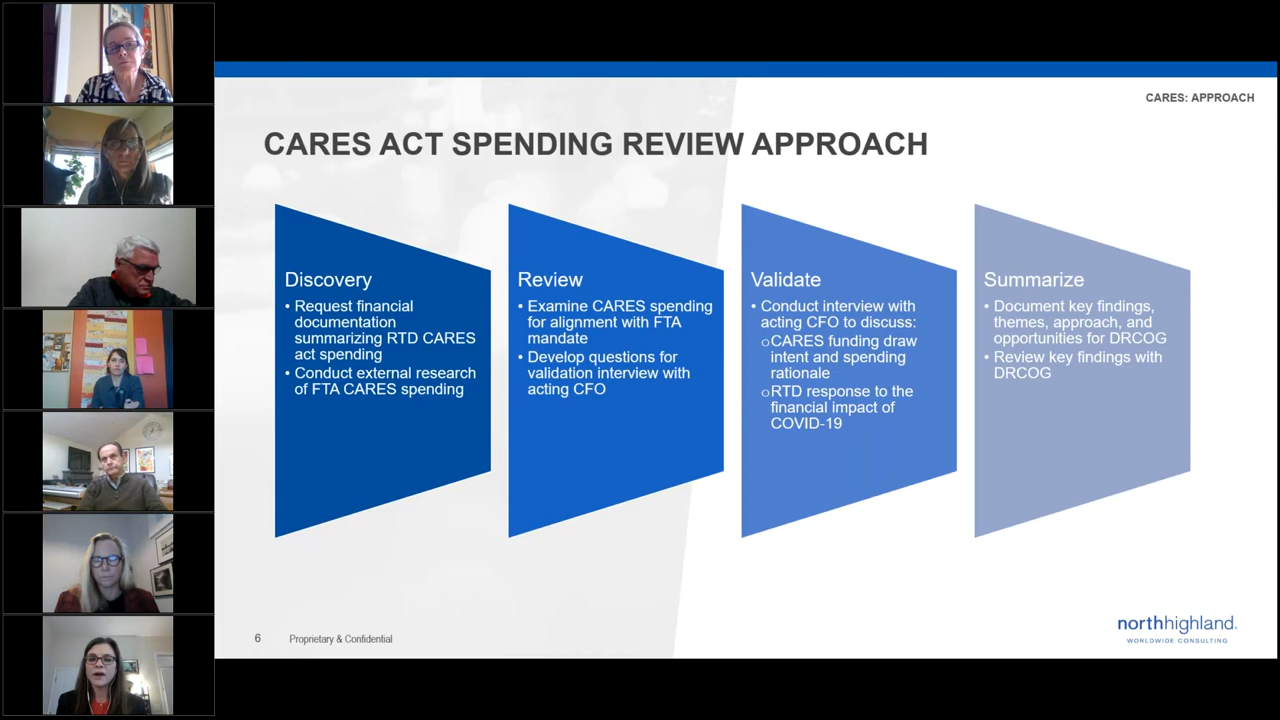 CARES: APPROACH
CARES ACT SPENDING REVIEW APPROACH
Discovery
• Request financial
documentation
summarizing RTD CARES
act spending
• Conduct external research
of FTA CARES spending
Review
• Examine CARES spending
for alignment with FTA
mandate
• Develop questions for
validation interview with
acting CFO
Validate
• Conduct interview with
acting CFO to discuss:
oCARES funding draw
intent and spending
rationale
oRTD response to the
financial impact of
COVID-19
Summarize
• Document key findings,
themes, approach, and
opportunities for DRCOG
• Review key findings with
DRCOG
6 Proprietary & Confidential
northhighland.
WORLDWIDE CONSULTING